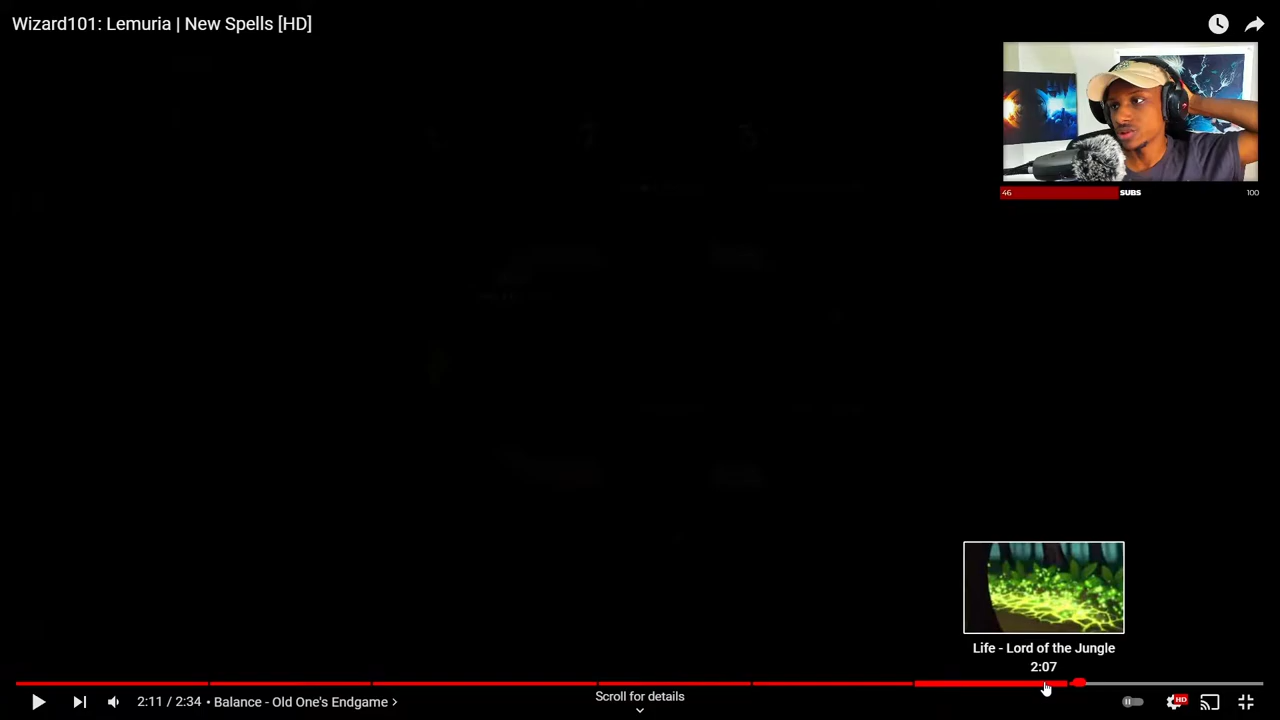 Wizard101: Lemuria | New Spells [HD]
46 SUBS 100
Life - Lord of the Jungle
2:07
2:11 / 2:34 • Balance - Old One's Endgame >
Scroll for details
HD